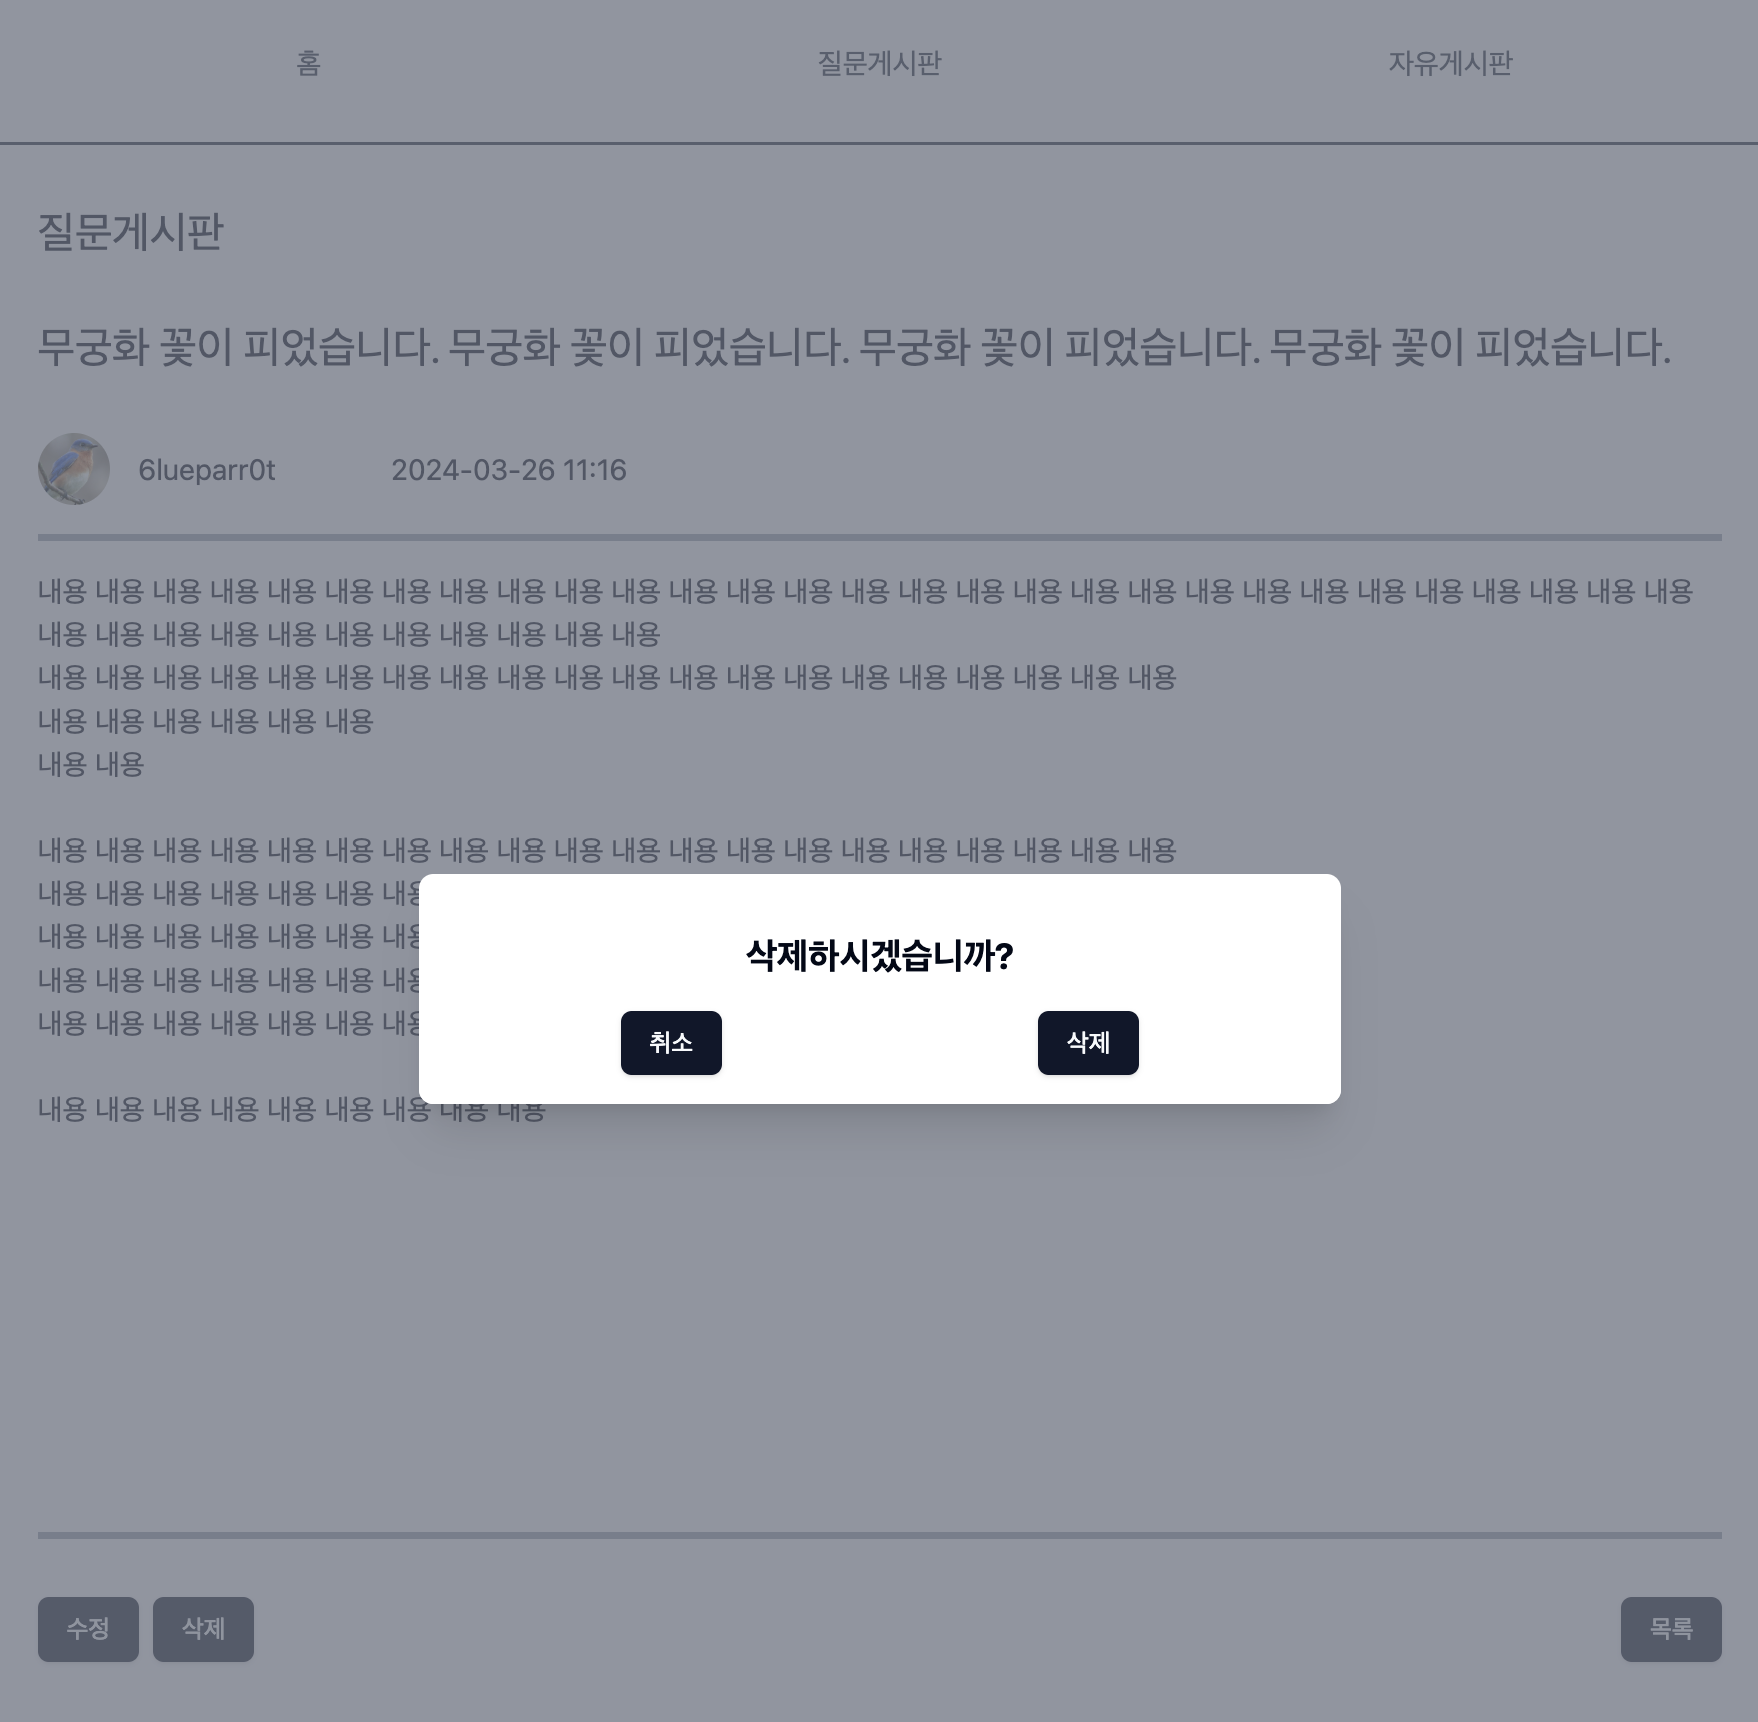 홈 질문게시판 자유게시판
질문게시판
무궁화 꽃이 피었습니다. 무궁화 꽃이 피었습니다. 무궁화 꽃이 피었습니다. 무궁화 꽃이 피었습니다.
6lueparr0t 2024-03-26 11:16
내용 내용 내용 내용 내용 내용 내용 내용 내용 내용 내용 내용 내용 내용 내용 내용 내용 내용 내용 내용 내용 내용 내용 내용 내용 내용 내용 내용 내용
내용 내용 내용 내용 내용 내용 내용 내용 내용 내용 내용
내용 내용 내용 내용 내용 내용 내용 내용 내용 내용 내용 내용 내용 내용 내용 내용 내용 내용 내용 내용
내용 내용 내용 내용 내용 내용
내용 내용
내용 내용 내용 내용 내용 내용 내용 내용 내용 내용 내용 내용 내용 내용 내용 내용 내용 내용 내용 내용
내용 내용 내용 내용 내용 내용 내용
내용 내용 내용 내용 내용 내용 내용
내용 내용 내용 내용 내용 내용 내용
내용 내용 내용 내용 내용 내용 내용
내용 내용 내용 내용 내용 내용 내용 내용 내용
삭제하시겠습니까?
취소 삭제
수정 삭제 목록